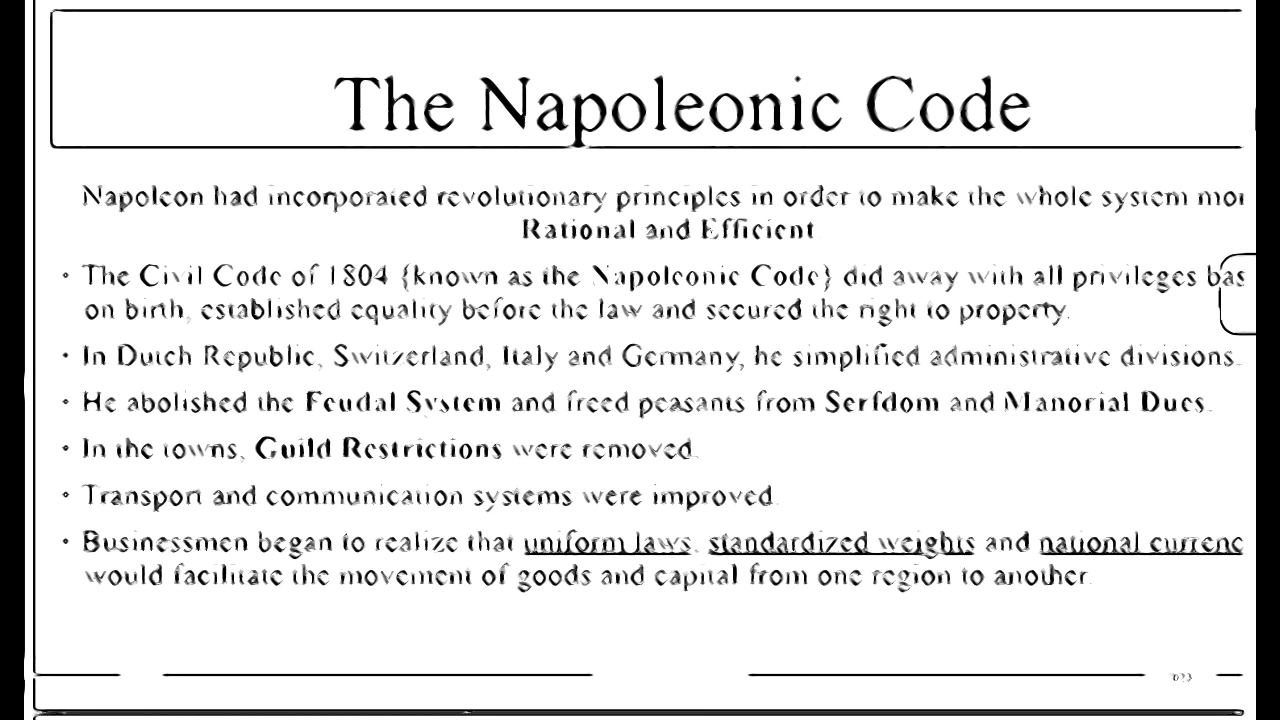 The Napoleonic Code
Napoleon had incorporated revolutionary principles in order to make the whole system mor
Rational and Efficient
• The Civil Code of 1804 {known as the Napoleonic Code} did away with all privileges bas
on birth, established equality before the law and secured the right to property.
• In Dutch Republic, Switzerland, Italy and Germany, he simplified administrative divisions.
• He abolished the Feudal System and freed peasants from Serfdom and Manorial Dues.
• In the towns, Guild Restrictions were removed.
• Transport and communication systems were improved.
• Businessmen began to realize that uniform laws, standardized weights and national currenc
would facilitate the movement of goods and capital from one region to another.